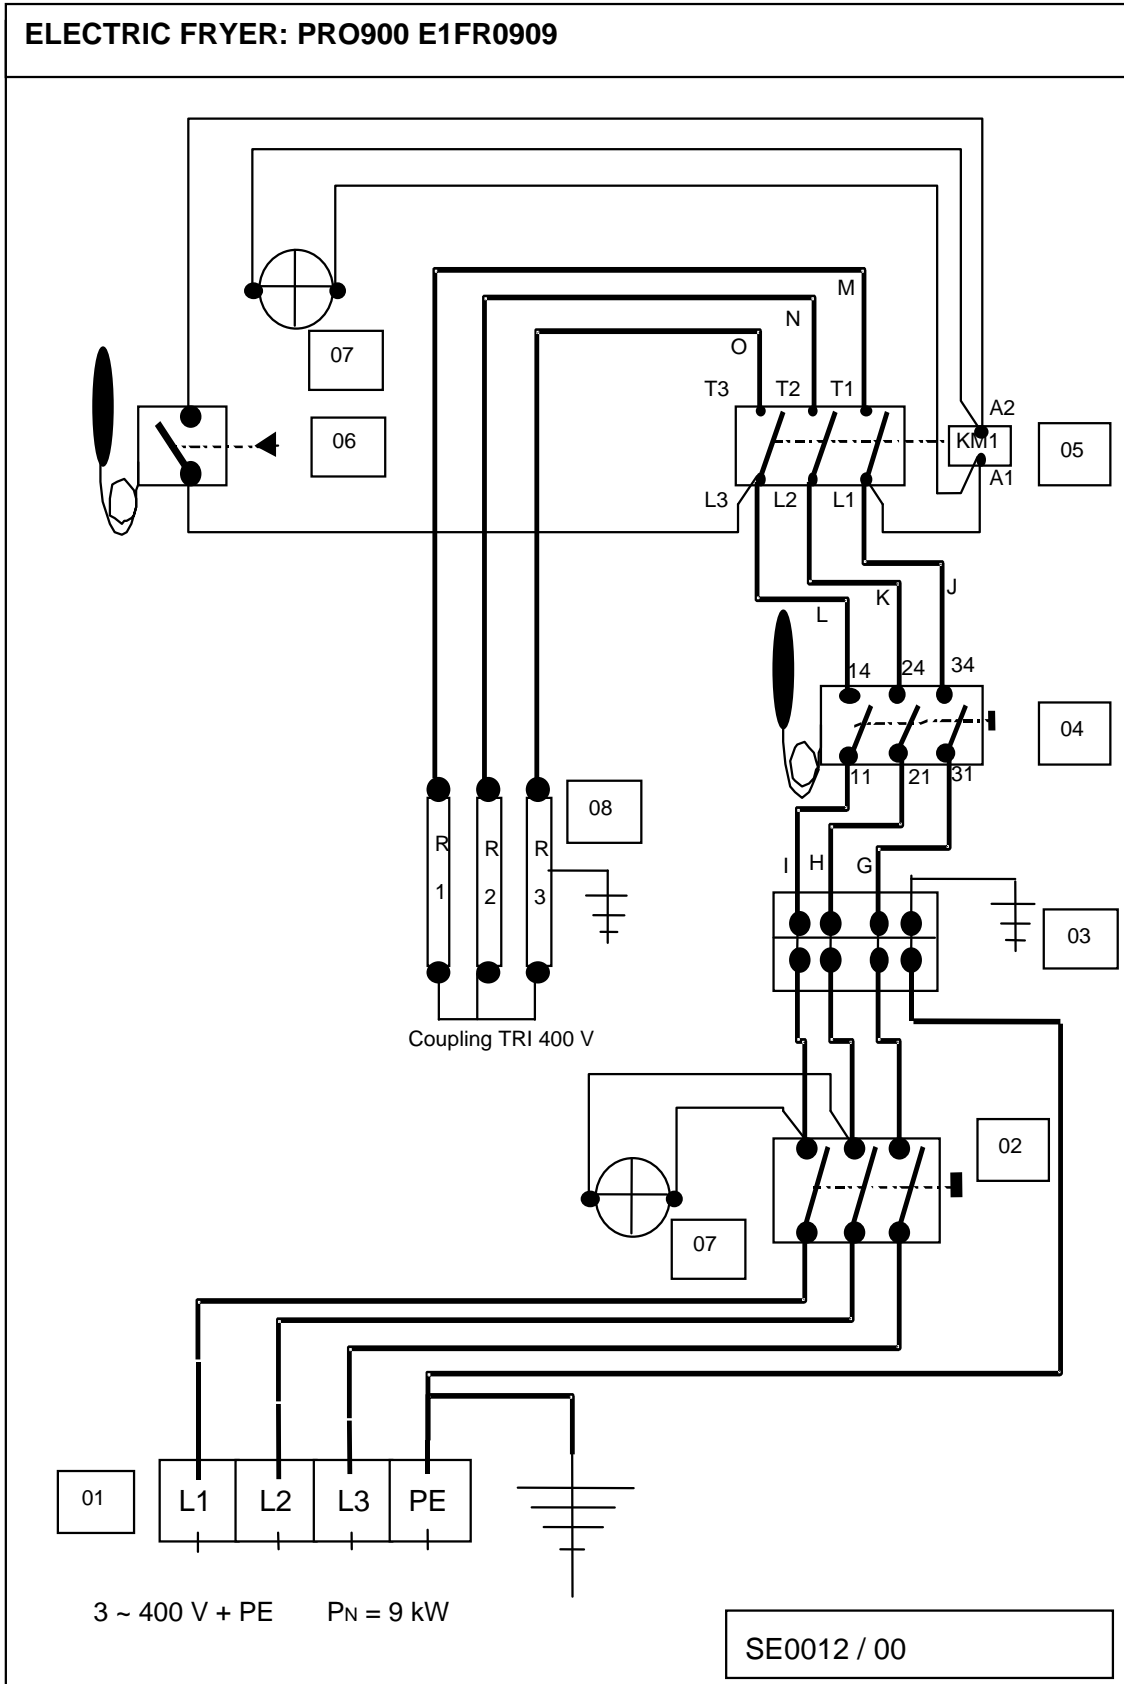 ELECTRIC FRYER: PRO900 E1FR0909
M
N
O
07
T3 T2 T1
A2
06
KM1
05
A1
L3 L2 L1
J
K
L
14 24 34
04
11 21 31
08
R 1
R 2
R 3
I H G
03
Coupling TRI 400 V
02
07
01
L1 L2 L3 PE
3 ~ 400 V + PE PN = 9 kW
SE0012 / 00